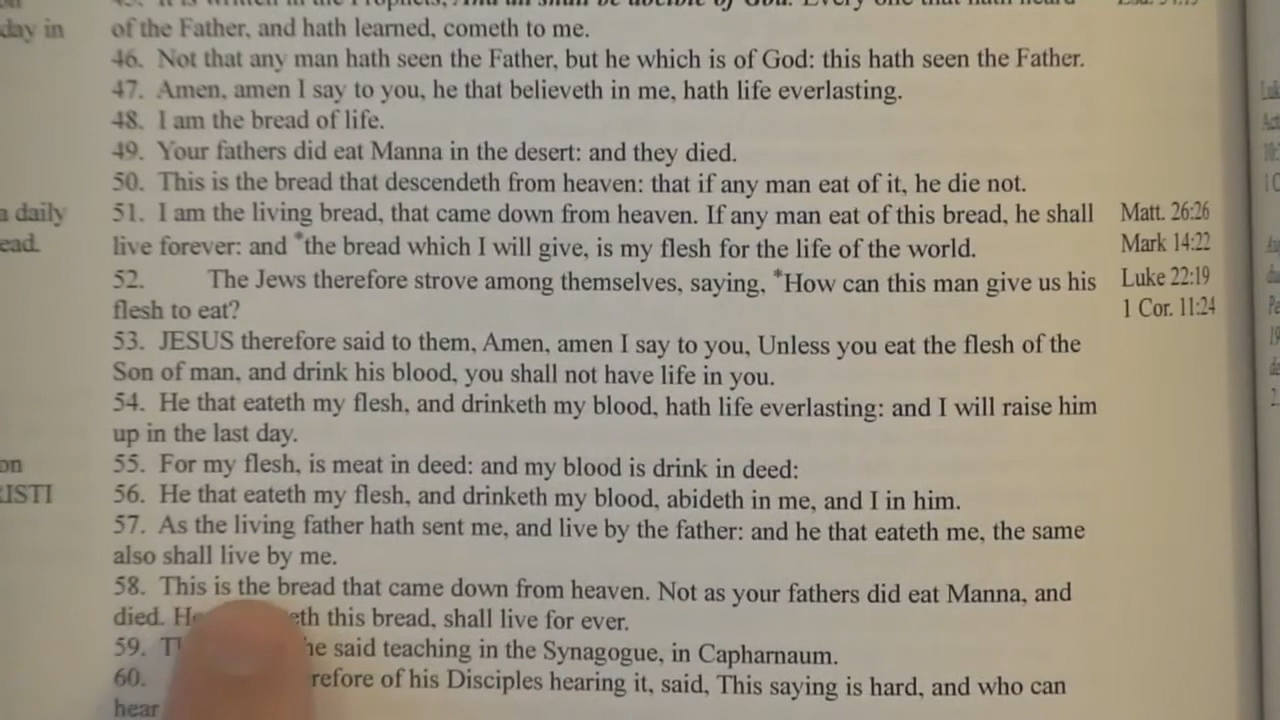 of the Father, and hath learned, cometh to me.
46. Not that any man hath seen the Father, but he which is of God: this hath seen the Father.
47. Amen, amen I say to you, he that believeth in me, hath life everlasting.
48. I am the bread of life.
49. Your fathers did eat Manna in the desert: and they died.
50. This is the bread that descendeth from heaven: that if any man eat of it, he die not.
51. I am the living bread, that came down from heaven. If any man eat of this bread, he shall
live forever: and *the bread which I will give, is my flesh for the life of the world.
52. The Jews therefore strove among themselves, saying, *How can this man give us his
flesh to eat?
53. JESUS therefore said to them, Amen, amen I say to you, Unless you eat the flesh of the
Son of man, and drink his blood, you shall not have life in you.
54. He that eateth my flesh, and drinketh my blood, hath life everlasting: and I will raise him
up in the last day.
55. For my flesh, is meat in deed: and my blood is drink in deed:
56. He that eateth my flesh, and drinketh my blood, abideth in me, and I in him.
57. As the living father hath sent me, and live by the father: and he that eateth me, the same
also shall live by me.
58. This is the bread that came down from heaven. Not as your fathers did eat Manna, and
died. this bread, shall live for ever.
59. he said teaching in the Synagogue, in Capharnaum.
60. of his Disciples hearing it, said, This saying is hard, and who can
hear
day in
daily
Matt. 26:26
Mark 14:22
Luke 22:19
1 Cor. 11:24